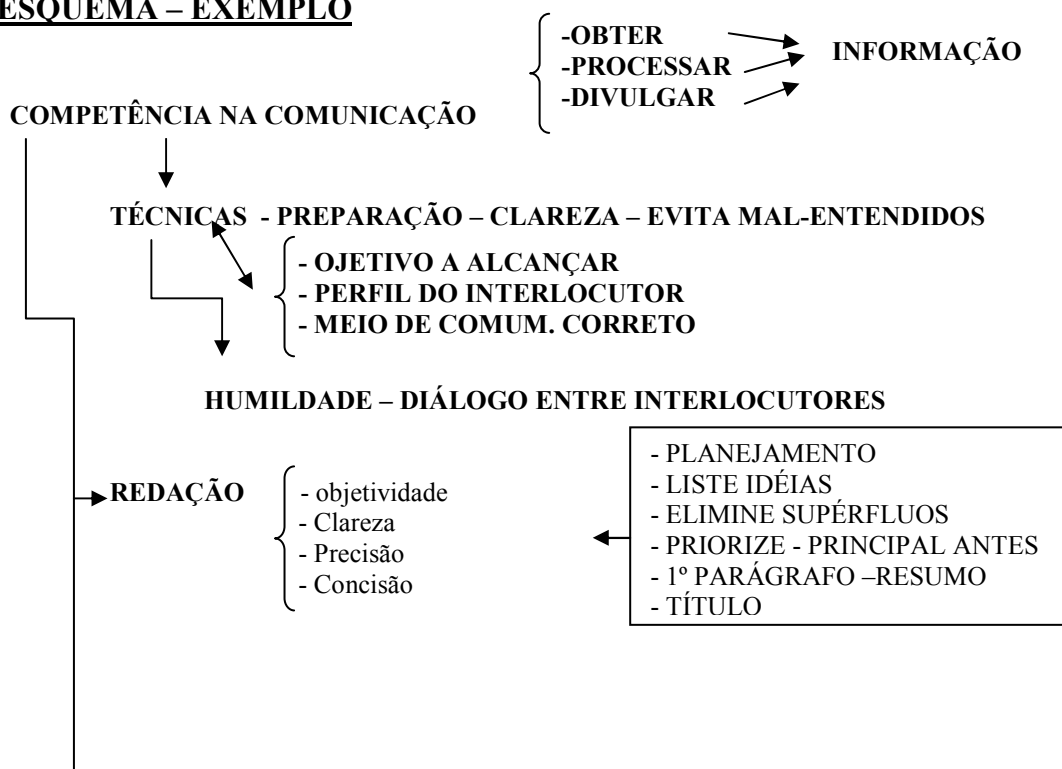 ESQUEMA – EXEMPLO
-OBTER
-PROCESSAR
-DIVULGAR
INFORMAÇÃO
COMPETÊNCIA NA COMUNICAÇÃO
TÉCNICAS - PREPARAÇÃO – CLAREZA – EVITA MAL-ENTENDIDOS
- OJETIVO A ALCANÇAR
- PERFIL DO INTERLOCUTOR
- MEIO DE COMUM. CORRETO
HUMILDADE – DIÁLOGO ENTRE INTERLOCUTORES
REDAÇÃO
- objetividade
- Clareza
- Precisão
- Concisão
- PLANEJAMENTO
- LISTE IDÉIAS
- ELIMINE SUPÉRFLUOS
- PRIORIZE - PRINCIPAL ANTES
- 1º PARÁGRAFO –RESUMO
- TÍTULO